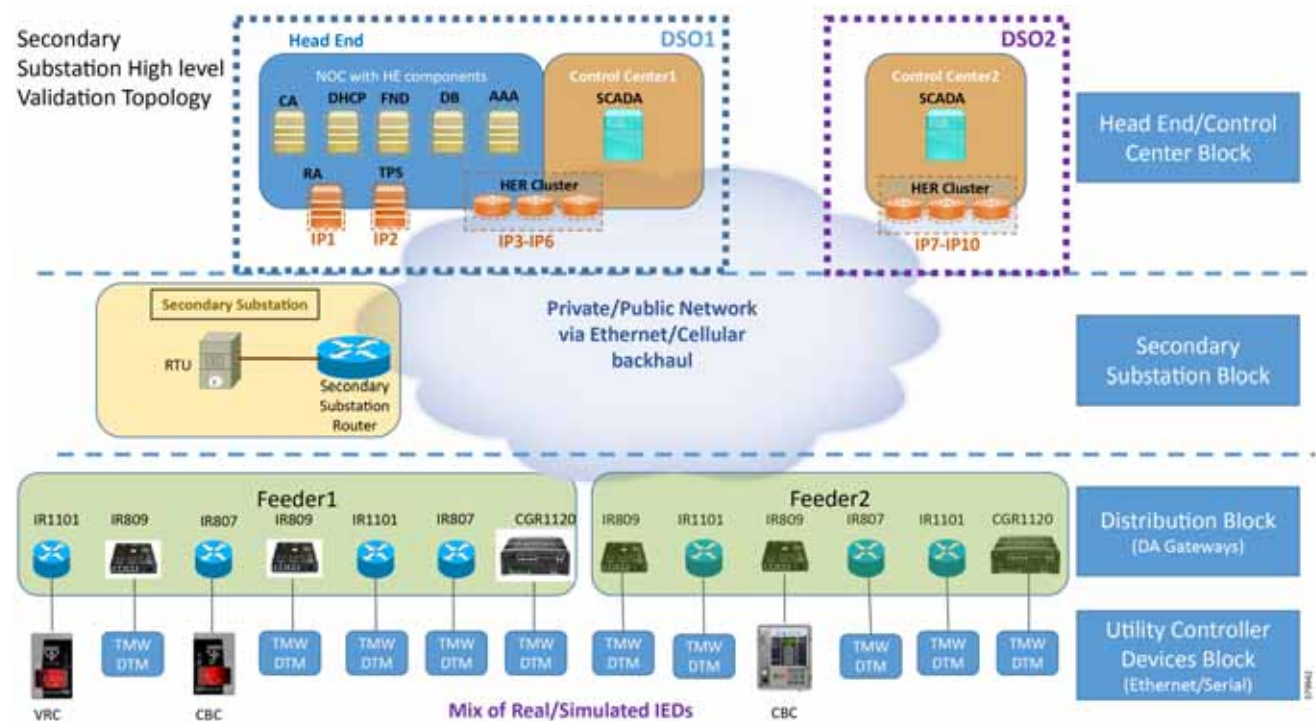 Secondary
Substation High level
Validation Topology
Head End
DSO1
NOC with HE components
CA
DHCP
FND
DB
AAA
RA
TPS
IP1
IP2
Control Center1
SCADA
HER Cluster
IP3-IP6
DSO2
Control Center2
SCADA
HER Cluster
IP7-IP10
Head End/Control
Center Block
Secondary Substation
RTU
Secondary
Substation
Router
Private/Public Network
via Ethernet/Cellular
backhaul
Secondary
Substation Block
Feeder1
IR1101
IR809
IR807
IR809
IR1101
IR807
CGR1120
Feeder2
IR809
IR1101
IR809
IR807
IR1101
CGR1120
Distribution Block
(DA Gateways)
VRC
TMW
DTM
CBC
TMW
DTM
TMW
DTM
TMW
DTM
TMW
DTM
TMW
DTM
TMW
DTM
CBC
TMW
DTM
TMW
DTM
TMW
DTM
Utility Controller
Devices Block
(Ethernet/Serial)
Mix of Real/Simulated IEDs